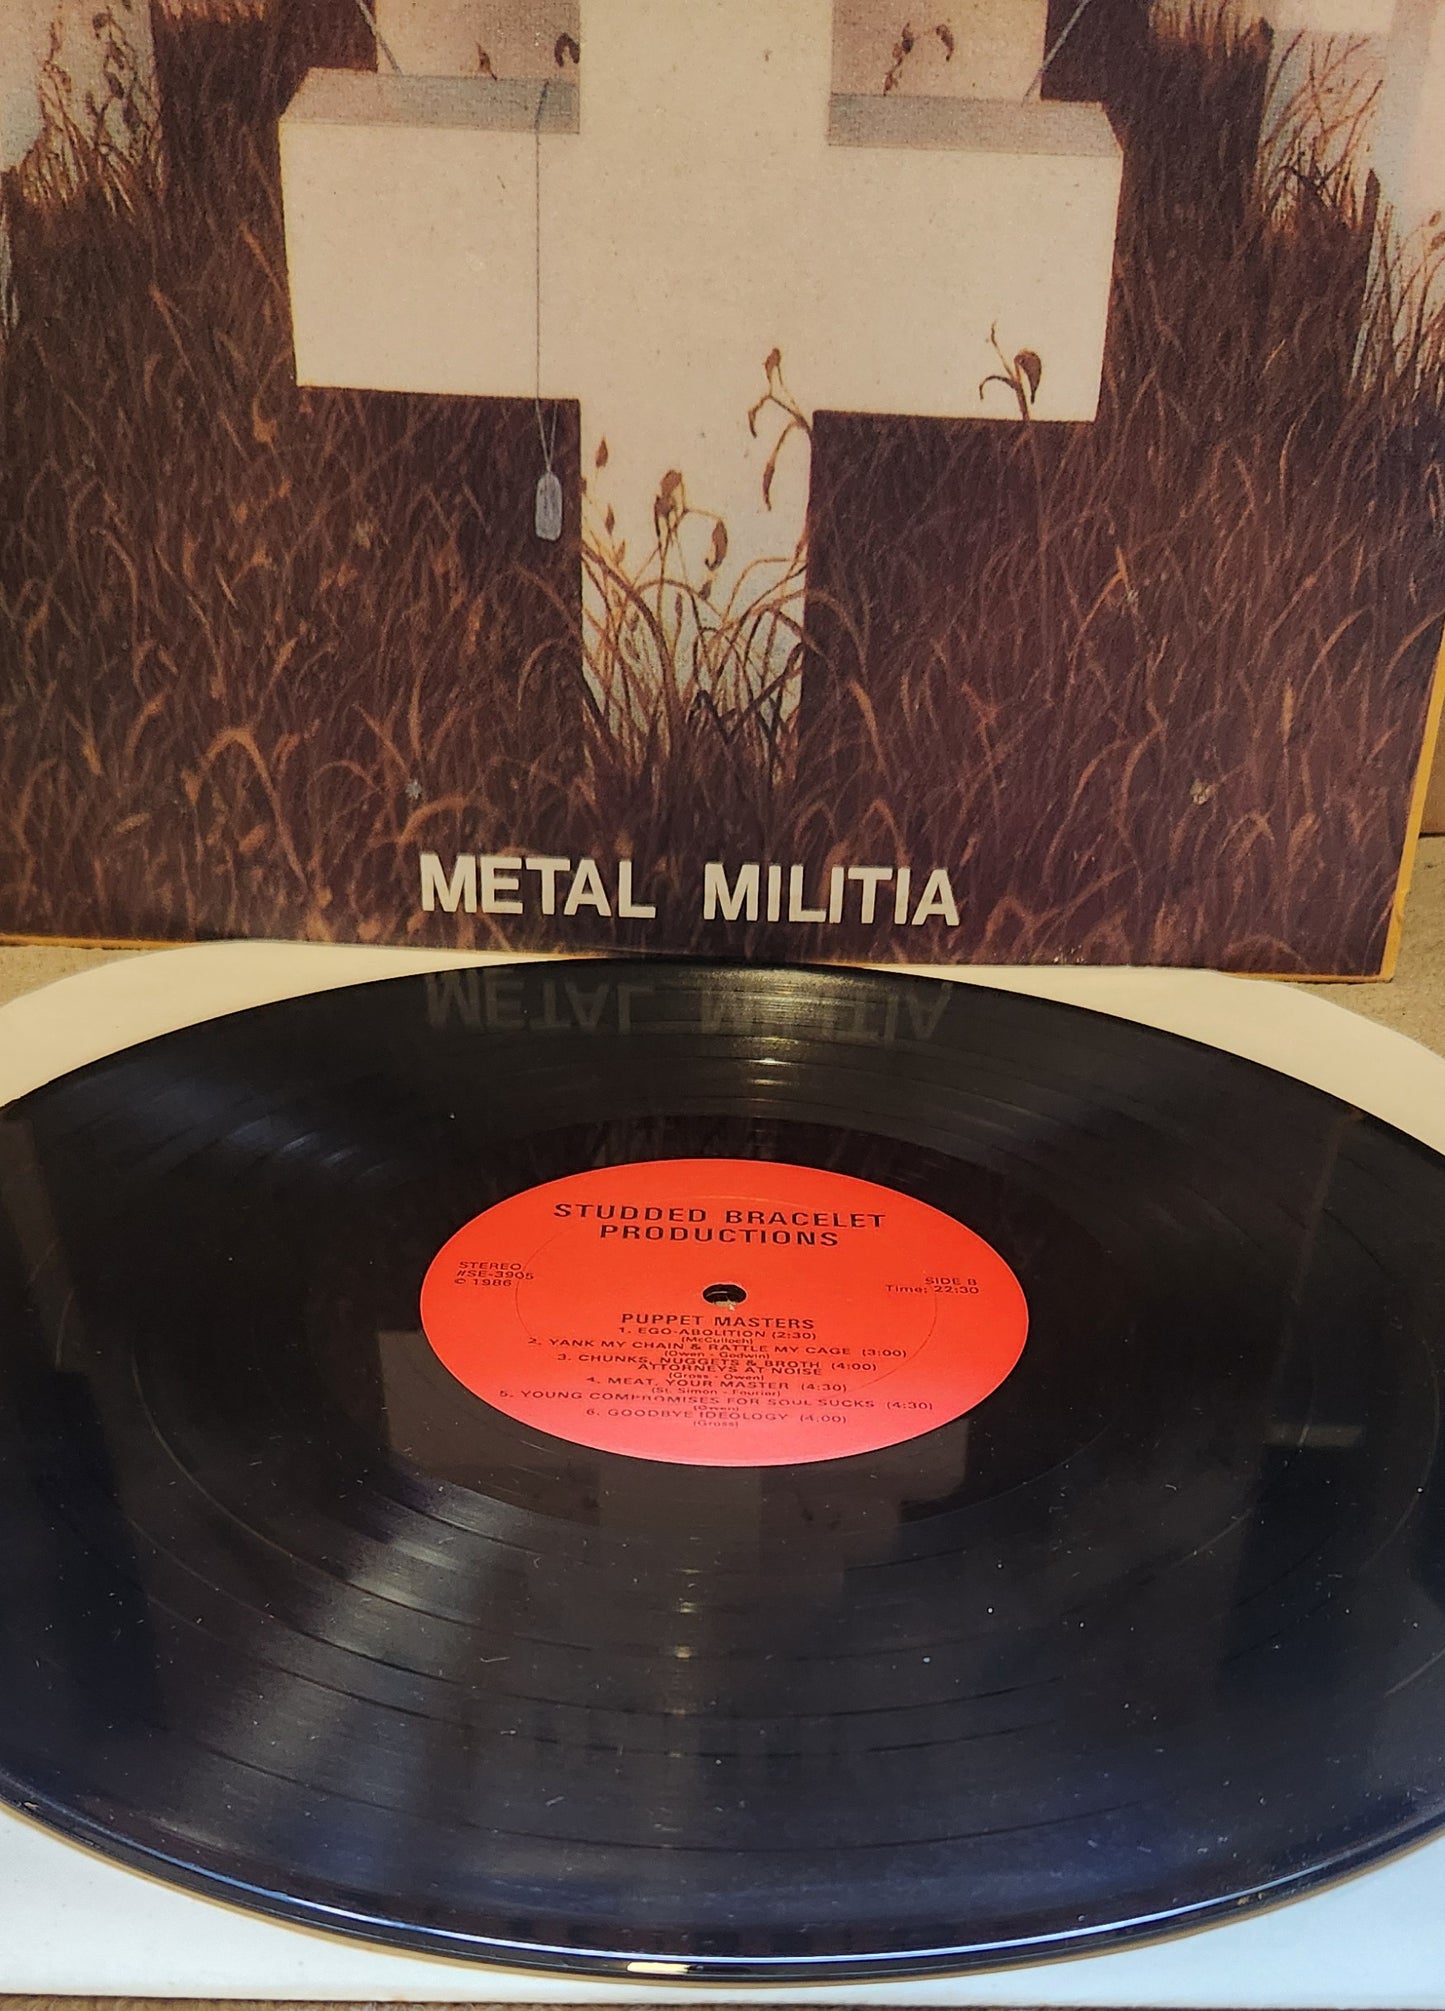 METAL MILITIA
STUDDED BRACELET
PRODUCTIONS
STEREO
#SE-3905
© 1986
SIDE B
Time: 22:30
PUPPET MASTERS
1. EGO-ABOLITION (2:30)
(McCulloch)
2. YANK MY CHAIN & RATTLE MY CAGE (3:00)
(Owen - Godwin)
3. CHUNKS, NUGGETS & BROTH (4:00)
ATTORNEYS AT NOISE
(Gross - Owen)
4. MEAT, YOUR MASTER (4:30)
(St. Simon - Fourier)
5. YOUNG COMPROMISES FOR SOUL SUCKS (4:30)
(Owen)
6. GOODBYE IDEOLOGY (4:00)
(Gross)